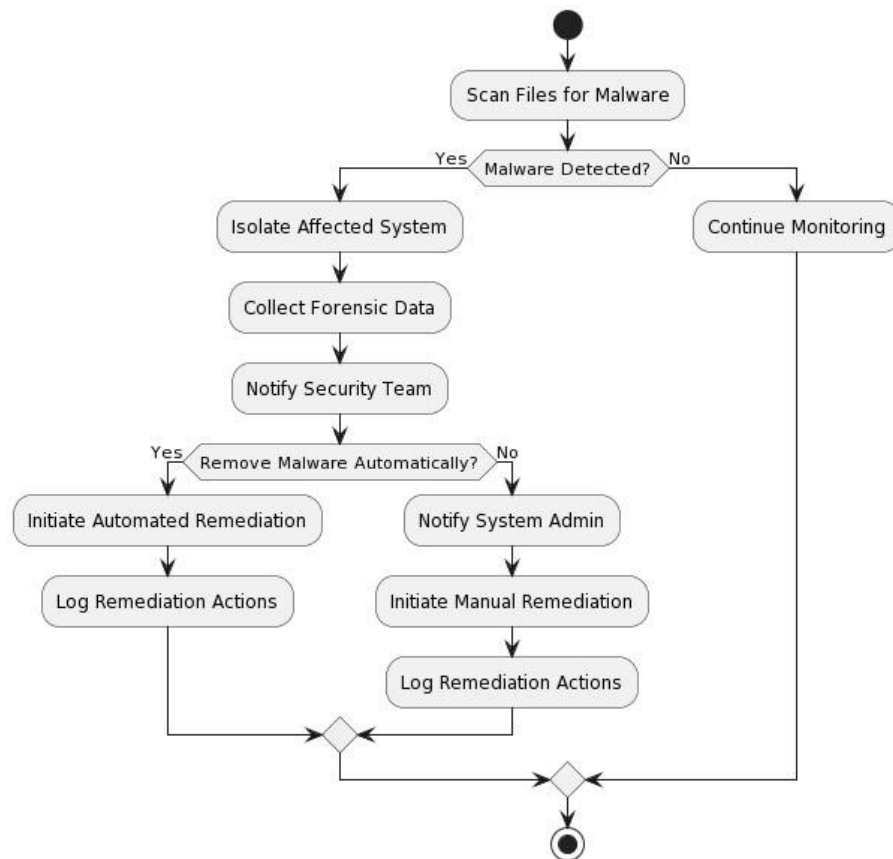 Scan Files for Malware
Malware Detected?
Yes
No
Isolate Affected System
Continue Monitoring
Collect Forensic Data
Notify Security Team
Remove Malware Automatically?
Yes
No
Initiate Automated Remediation
Notify System Admin
Log Remediation Actions
Initiate Manual Remediation
Log Remediation Actions